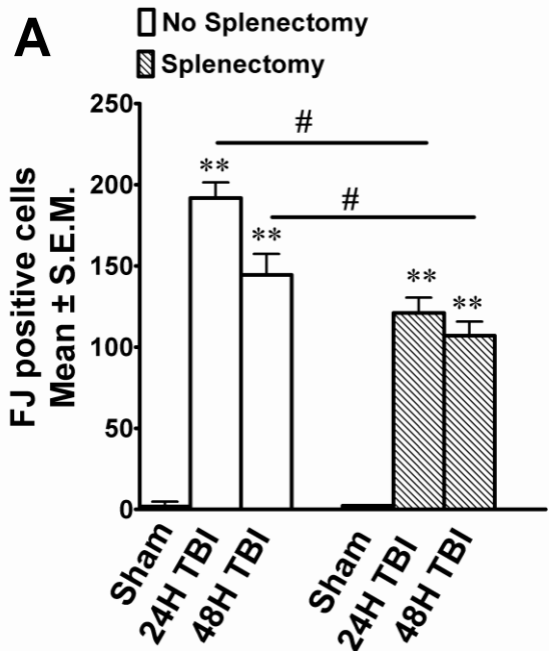 A
No Splenectomy
Splenectomy
FJ positive cells
Mean ± S.E.M.
250
200
150
100
50
0
#
#
**
**
**
**
Sham
24H TBI
48H TBI
Sham
24H TBI
48H TBI